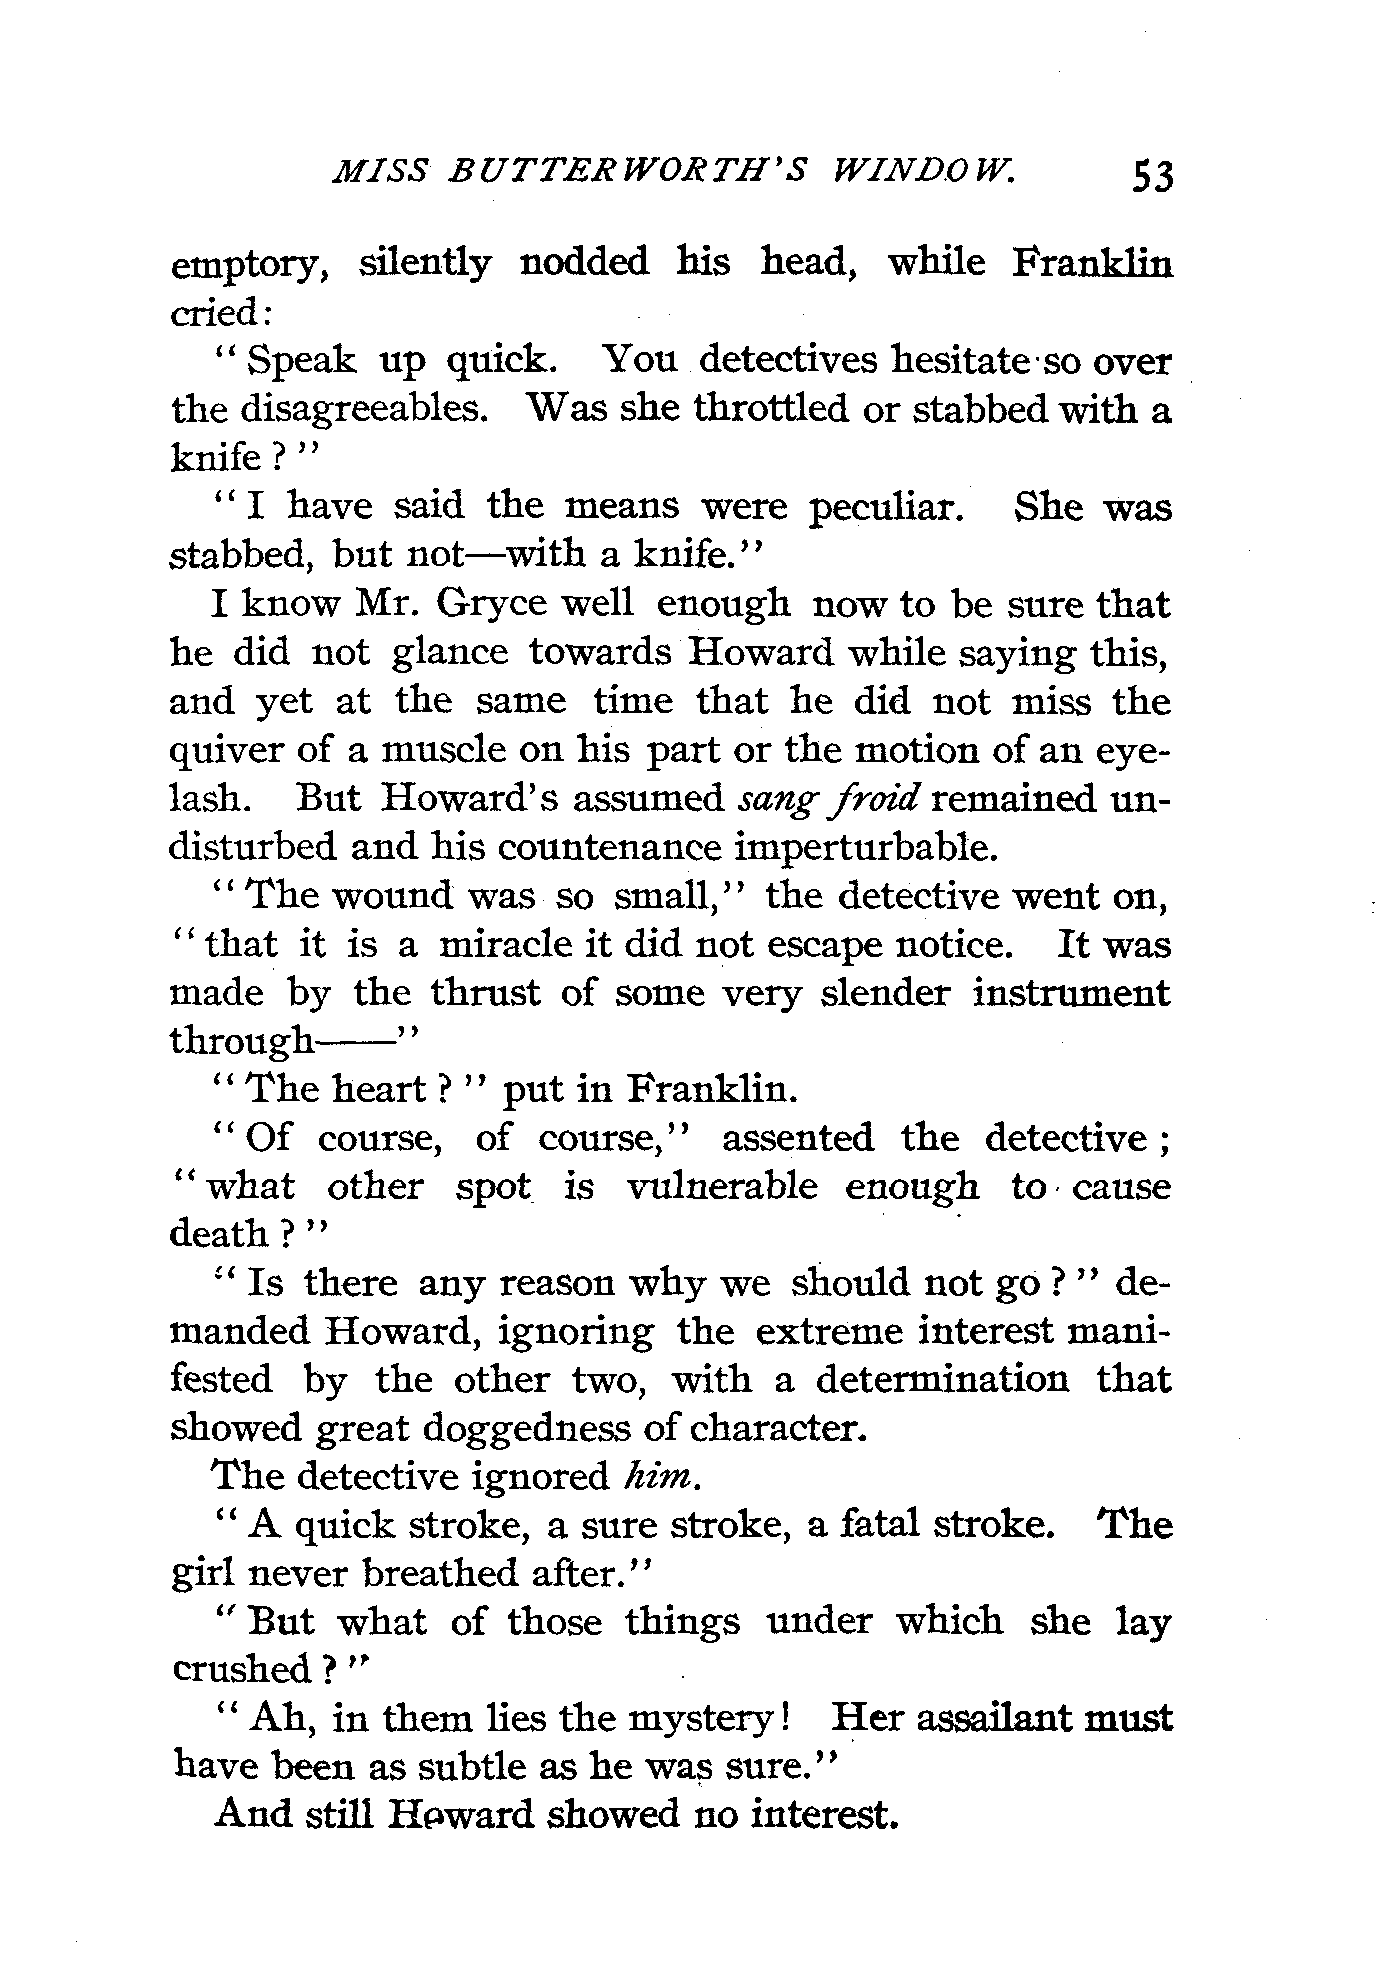 MISS BUTTERWORTH'S WINDOW. 53
emptory, silently nodded his head, while Franklin
cried:
"Speak up quick. You detectives hesitate so over
the disagreeables. Was she throttled or stabbed with a
knife?"
"I have said the means were peculiar. She was
stabbed, but not—with a knife."
I know Mr. Gryce well enough now to be sure that
he did not glance towards Howard while saying this,
and yet at the same time that he did not miss the
quiver of a muscle on his part or the motion of an eye-
lash. But Howard's assumed sang froid remained un-
disturbed and his countenance imperturbable.
"The wound was so small," the detective went on,
"that it is a miracle it did not escape notice. It was
made by the thrust of some very slender instrument
through——"
"The heart?" put in Franklin.
"Of course, of course," assented the detective;
"what other spot is vulnerable enough to cause
death?"
"Is there any reason why we should not go?" de-
manded Howard, ignoring the extreme interest mani-
fested by the other two, with a determination that
showed great doggedness of character.
The detective ignored him.
"A quick stroke, a sure stroke, a fatal stroke. The
girl never breathed after."
"But what of those things under which she lay
crushed?"
"Ah, in them lies the mystery! Her assailant must
have been as subtle as he was sure."
And still Howard showed no interest.